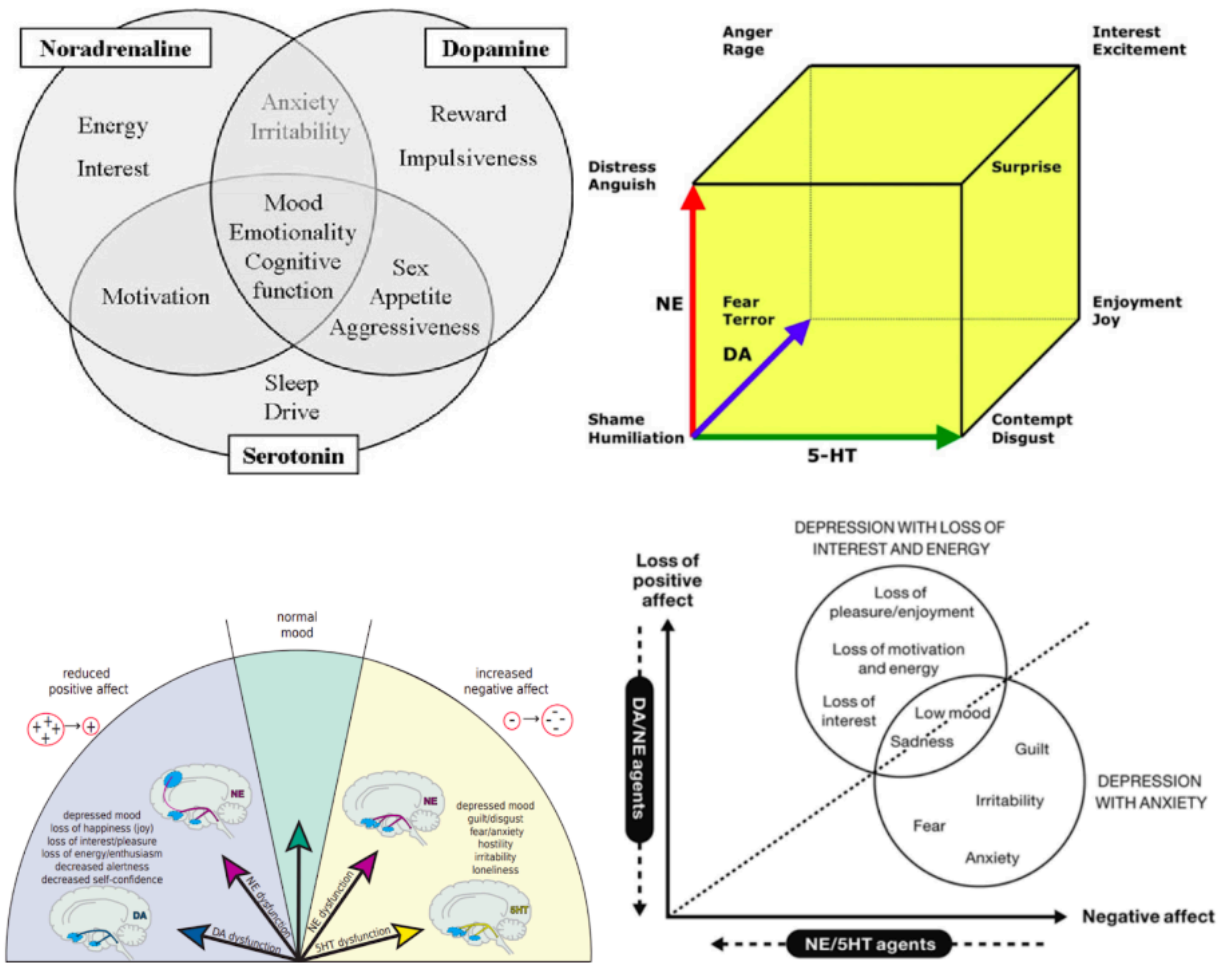 Noradrenaline
Dopamine
Anxiety
Irritability
Energy
Interest
Reward
Impulsiveness
Mood
Emotionality
Cognitive
function
Motivation
Sex
Appetite
Aggressiveness
Sleep
Drive
Serotonin
Anger
Rage
Interest
Excitement
Distress
Anguish
Surprise
NE
Fear
Terror
DA
Enjoyment
Joy
Shame
Humiliation
Contempt
Disgust
5-HT
normal
mood
reduced
positive affect
+ + + + + → +
increased
negative affect
- → - - - -
NE
NE
depressed mood
loss of happiness (joy)
loss of interest/pleasure
loss of energy/enthusiasm
decreased alertness
decreased self-confidence
depressed mood
guilt/disgust
fear/anxiety
hostility
irritability
loneliness
DA
5HT
NE dysfunction
NE dysfunction
DA dysfunction
5HT dysfunction
DEPRESSION WITH LOSS OF
INTEREST AND ENERGY
Loss of
positive
affect
Loss of
pleasure/enjoyment
Loss of motivation
and energy
Loss of
interest
Low mood
Sadness
Guilt
Irritability
Fear
Anxiety
DEPRESSION
WITH ANXIETY
DA/NE agents
Negative affect
NE/5HT agents